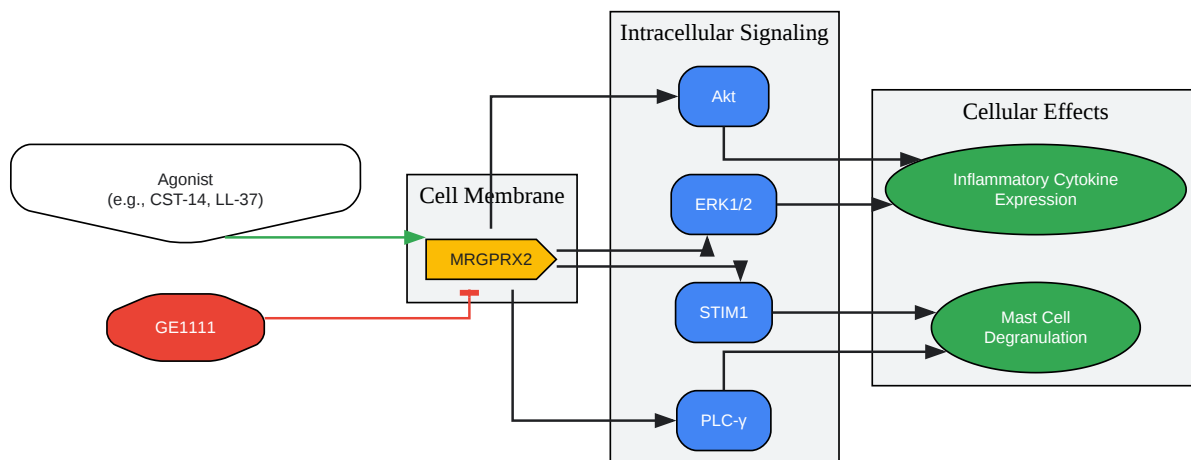 Intracellular Signaling
Akt
Cellular Effects
Agonist
(e.g., CST-14, LL-37)
Cell Membrane
Inflammatory Cytokine
Expression
ERK1/2
MRGPRX2
GE1111
STIM1
Mast Cell
Degranulation
PLC-γ